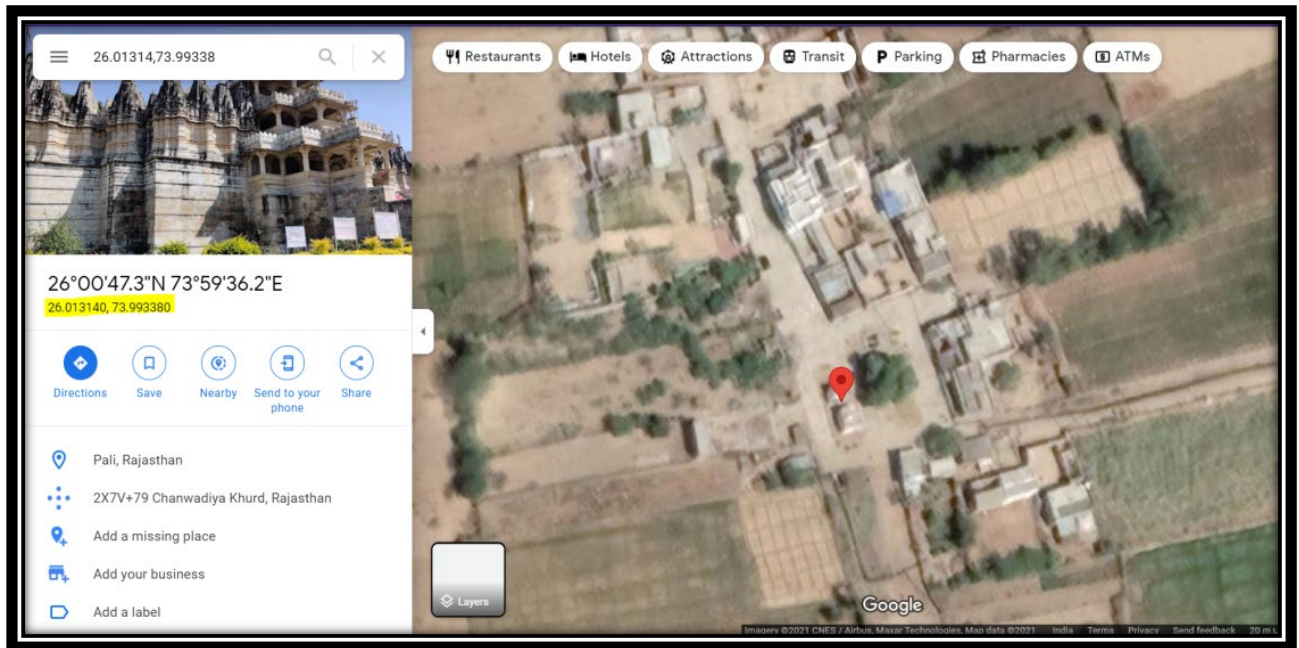 26.01314,73.99338
Restaurants
Hotels
Attractions
Transit
Parking
Pharmacies
ATMs
26°00'47.3"N 73°59'36.2"E
26.013140, 73.993380
Directions
Save
Nearby
Send to your
phone
Share
Pali, Rajasthan
2X7V+79 Chanwadiya Khurd, Rajasthan
Add a missing place
Add your business
Add a label
Layers
Google
Imagery ©2021 CNES / Airbus, Maxar Technologies, Map data ©2021 India Terms Privacy Send feedback 20 m